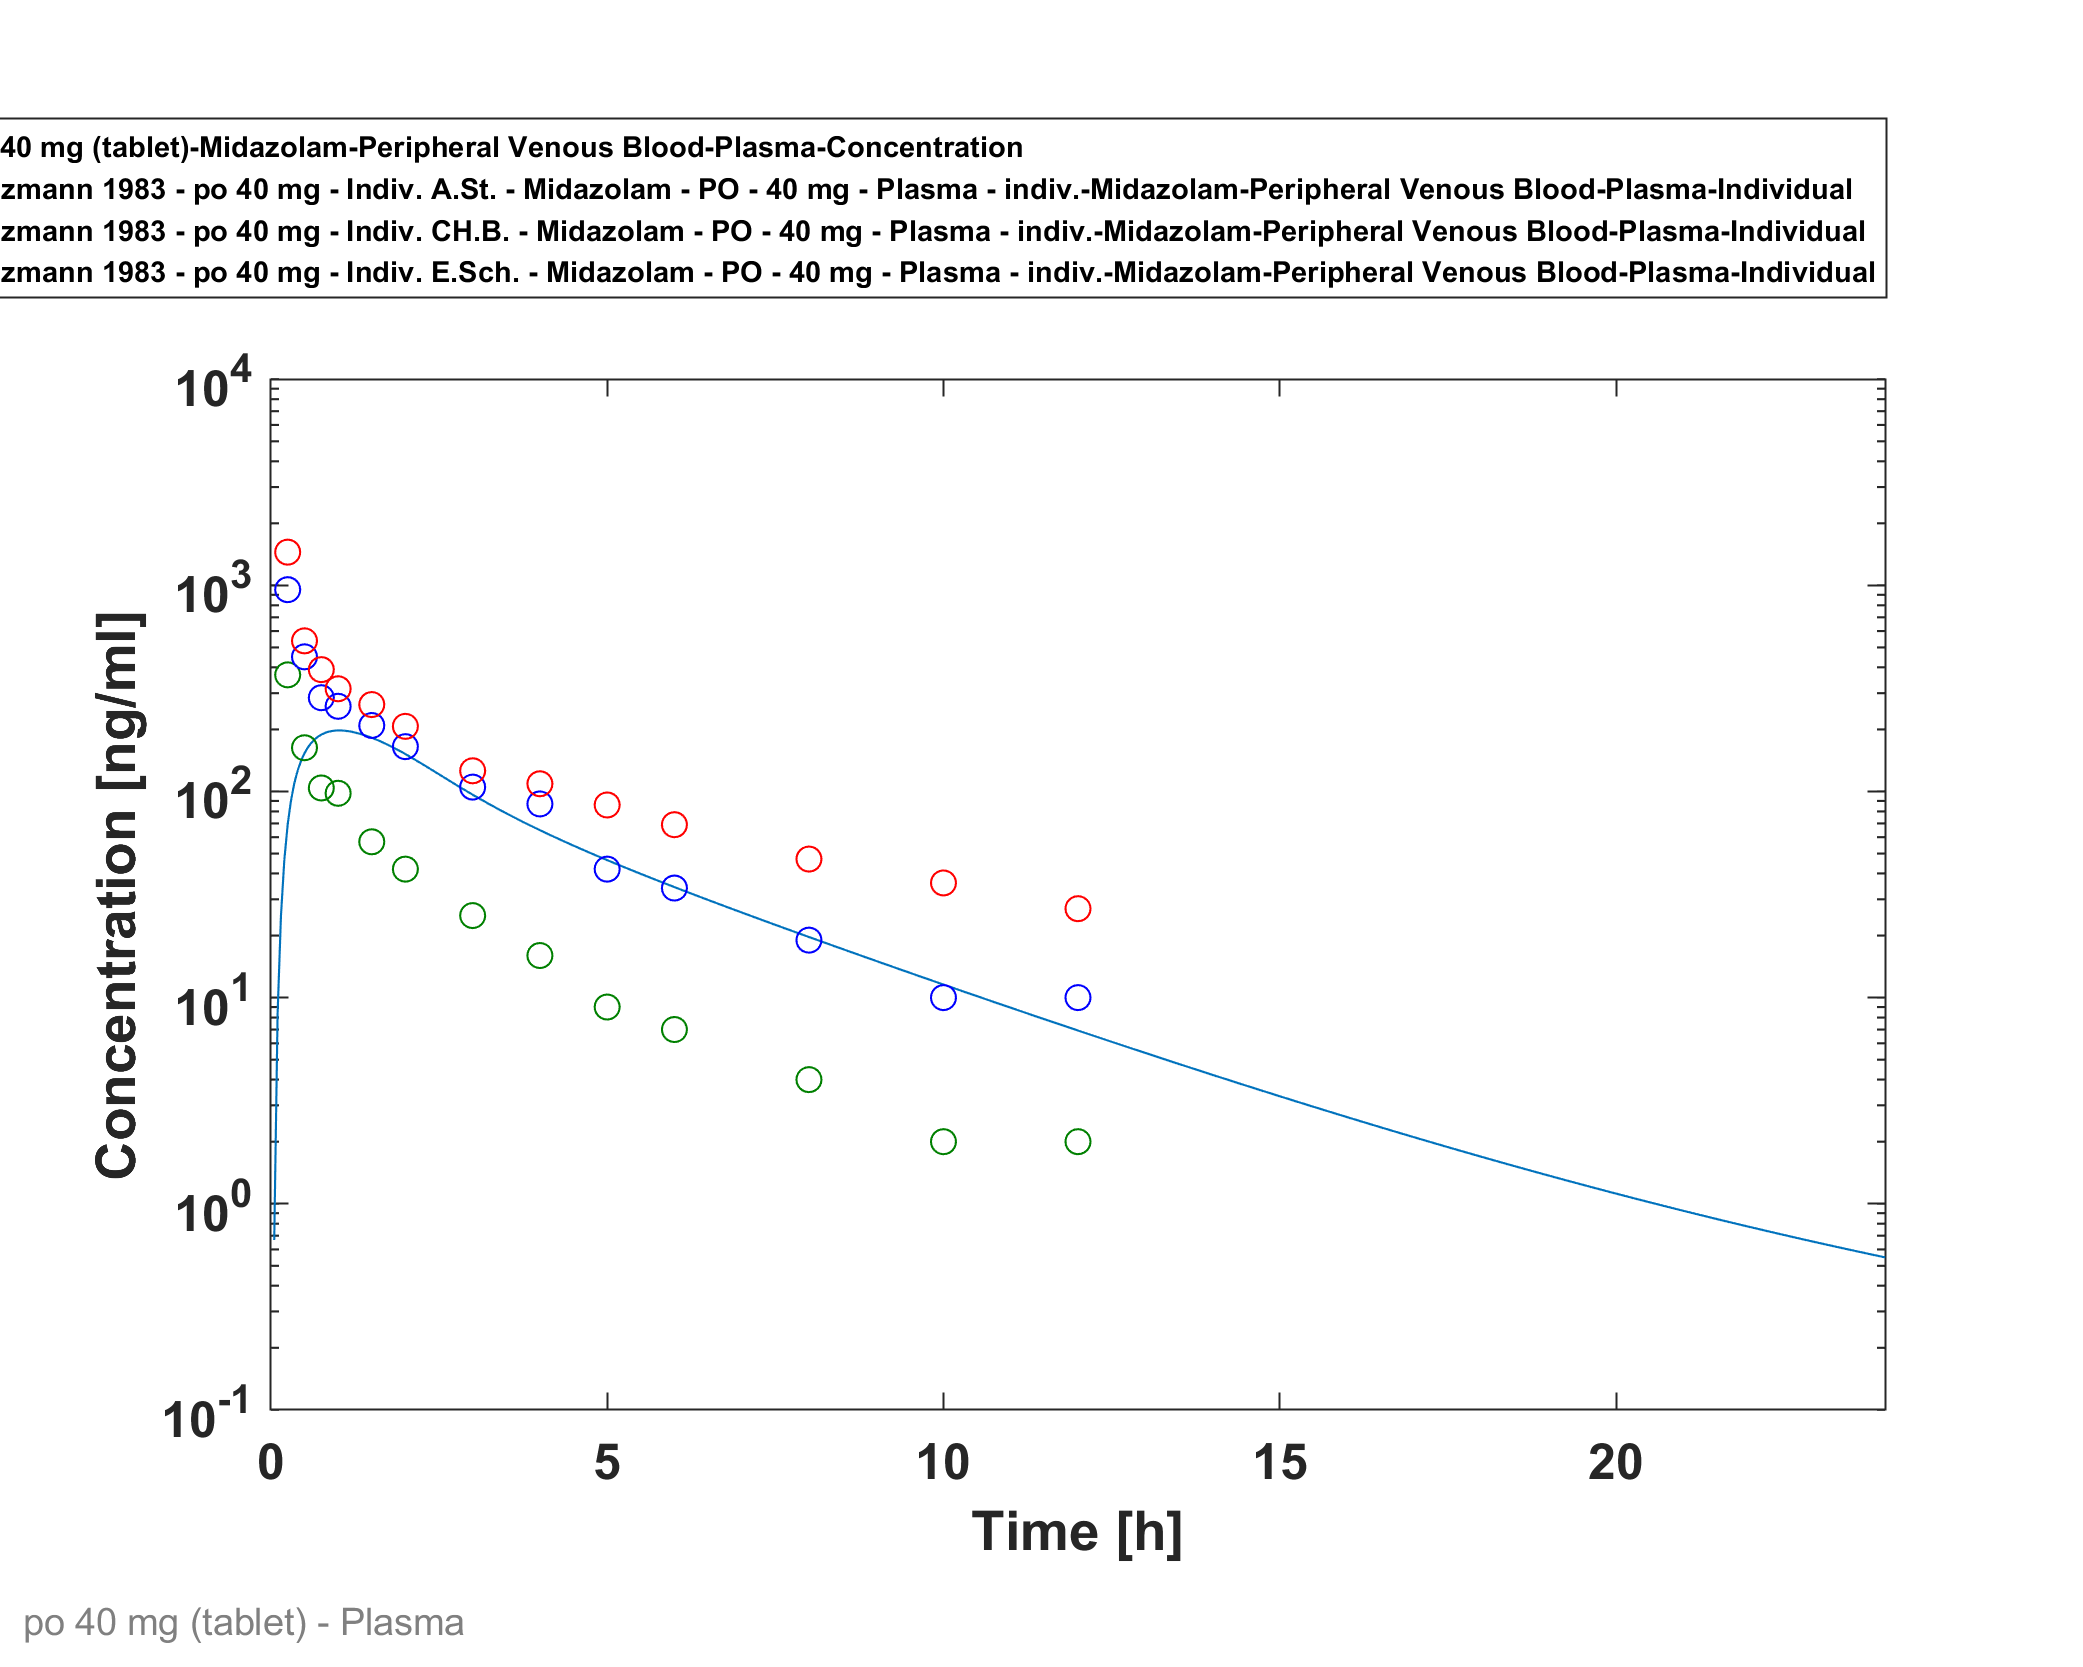 40 mg (tablet)-Midazolam-Peripheral Venous Blood-Plasma-Concentration
zmann 1983 - po 40 mg - Indiv. A.St. - Midazolam - PO - 40 mg - Plasma - indiv.-Midazolam-Peripheral Venous Blood-Plasma-Individual
zmann 1983 - po 40 mg - Indiv. CH.B. - Midazolam - PO - 40 mg - Plasma - indiv.-Midazolam-Peripheral Venous Blood-Plasma-Individual
zmann 1983 - po 40 mg - Indiv. E.Sch. - Midazolam - PO - 40 mg - Plasma - indiv.-Midazolam-Peripheral Venous Blood-Plasma-Individual
10^4
10^3
10^2
10^1
10^0
10^-1
Concentration [ng/ml]
0 5 10 15 20
Time [h]
po 40 mg (tablet) - Plasma